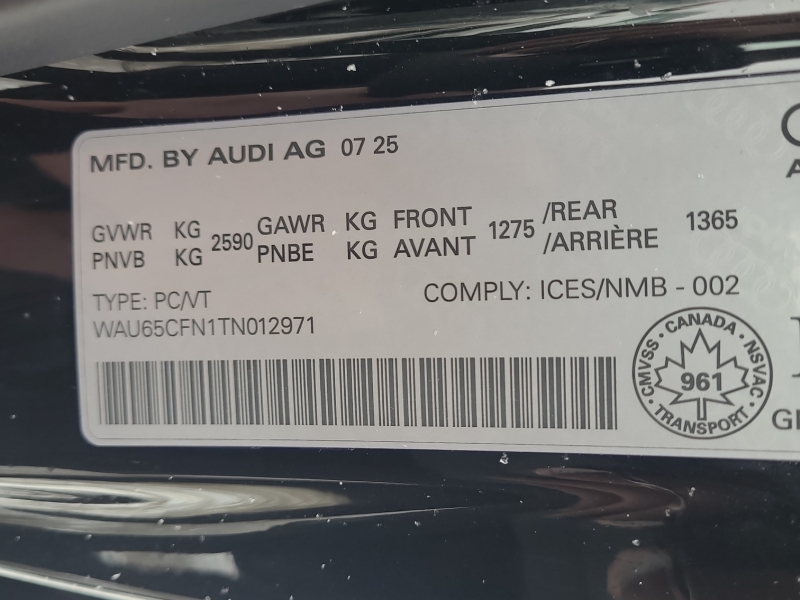 MFD. BY AUDI AG 07 25
GVWR KG 2590 GAWR KG FRONT 1275 /REAR 1365
PNVB KG PNBE KG AVANT /ARRIÈRE
TYPE: PC/VT
COMPLY: ICES/NMB - 002
WAU65CFN1TN012971
CMVSS · CANADA · NSVAC · TRANSPORT ·
961